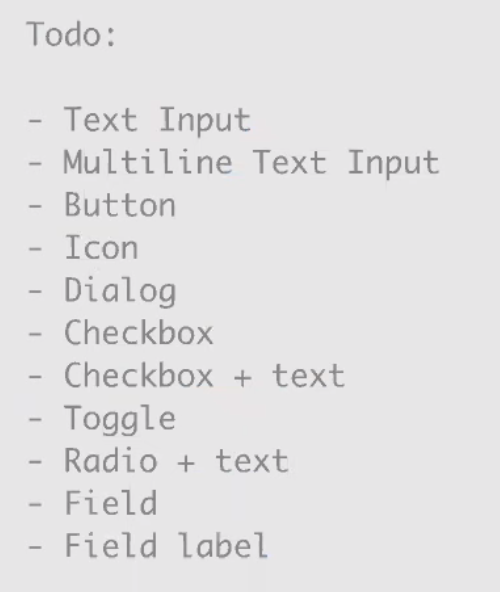 Todo:
- Text Input
- Multiline Text Input
- Button
- Icon
- Dialog
- Checkbox
- Checkbox + text
- Toggle
- Radio + text
- Field
- Field label